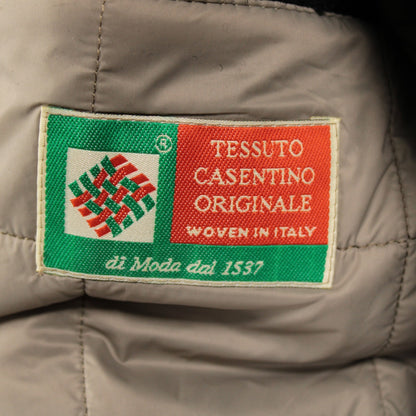 ®
TESSUTO
CASENTINO
ORIGINALE
WOVEN IN ITALY
di Moda dal 1537